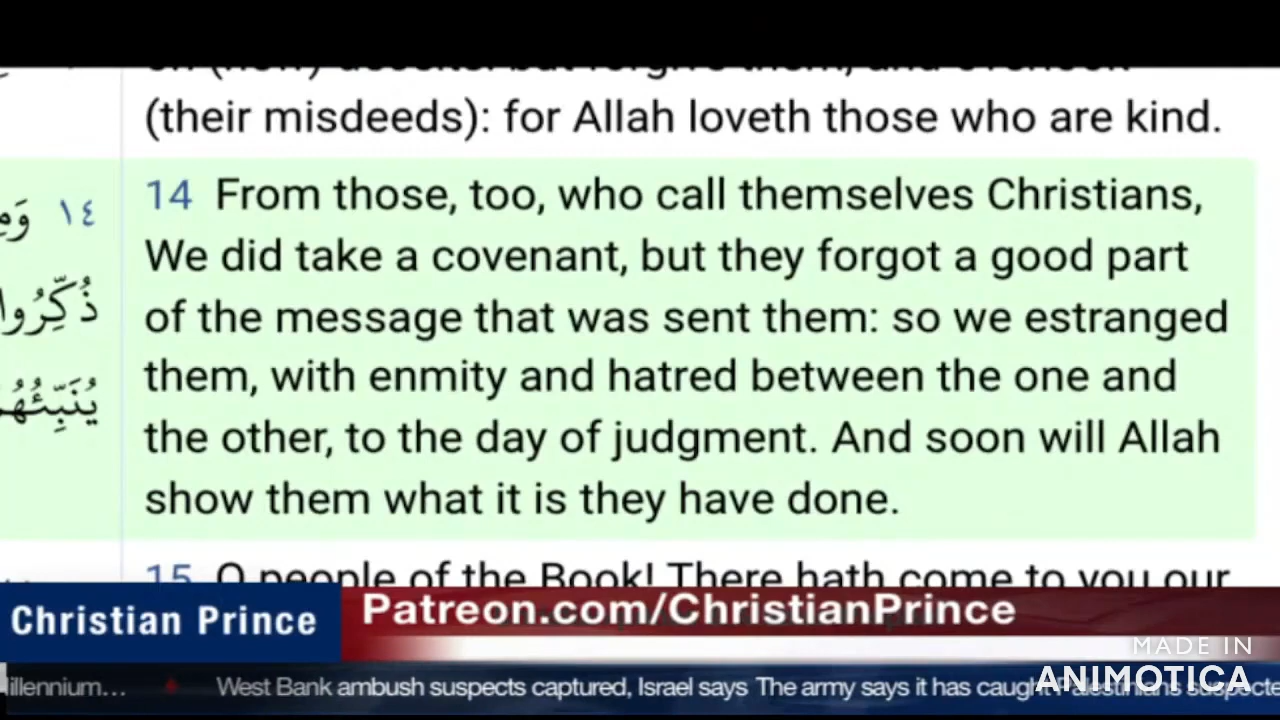 (their misdeeds): for Allah loveth those who are kind.
14 From those, too, who call themselves Christians,
We did take a covenant, but they forgot a good part
of the message that was sent them: so we estranged
them, with enmity and hatred between the one and
the other, to the day of judgment. And soon will Allah
show them what it is they have done.
١٤
15 O people of the Book! There hath come to you our
Christian Prince
Patreon.com/ChristianPrince
MADE IN
ANIMOTICA
illennium... West Bank ambush suspects captured, Israel says The army says it has caught Palestinians suspecte